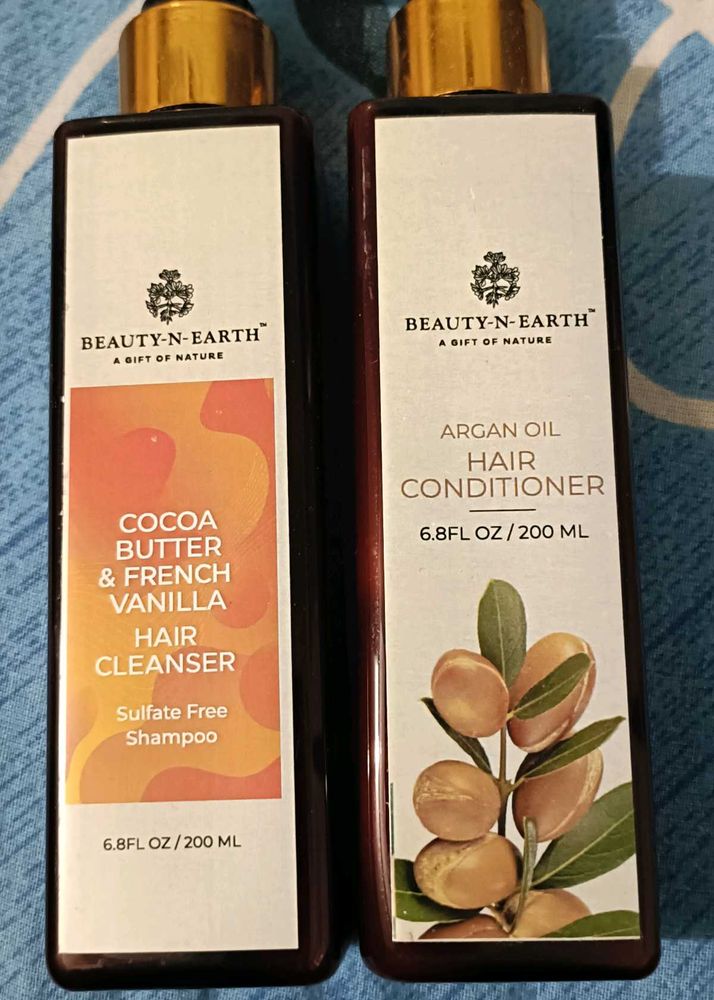 BEAUTY-N-EARTH™
A GIFT OF NATURE
COCOA
BUTTER
& FRENCH
VANILLA
HAIR
CLEANSER
Sulfate Free
Shampoo
6.8FL OZ / 200 ML
BEAUTY-N-EARTH™
A GIFT OF NATURE
ARGAN OIL
HAIR
CONDITIONER
6.8FL OZ / 200 ML